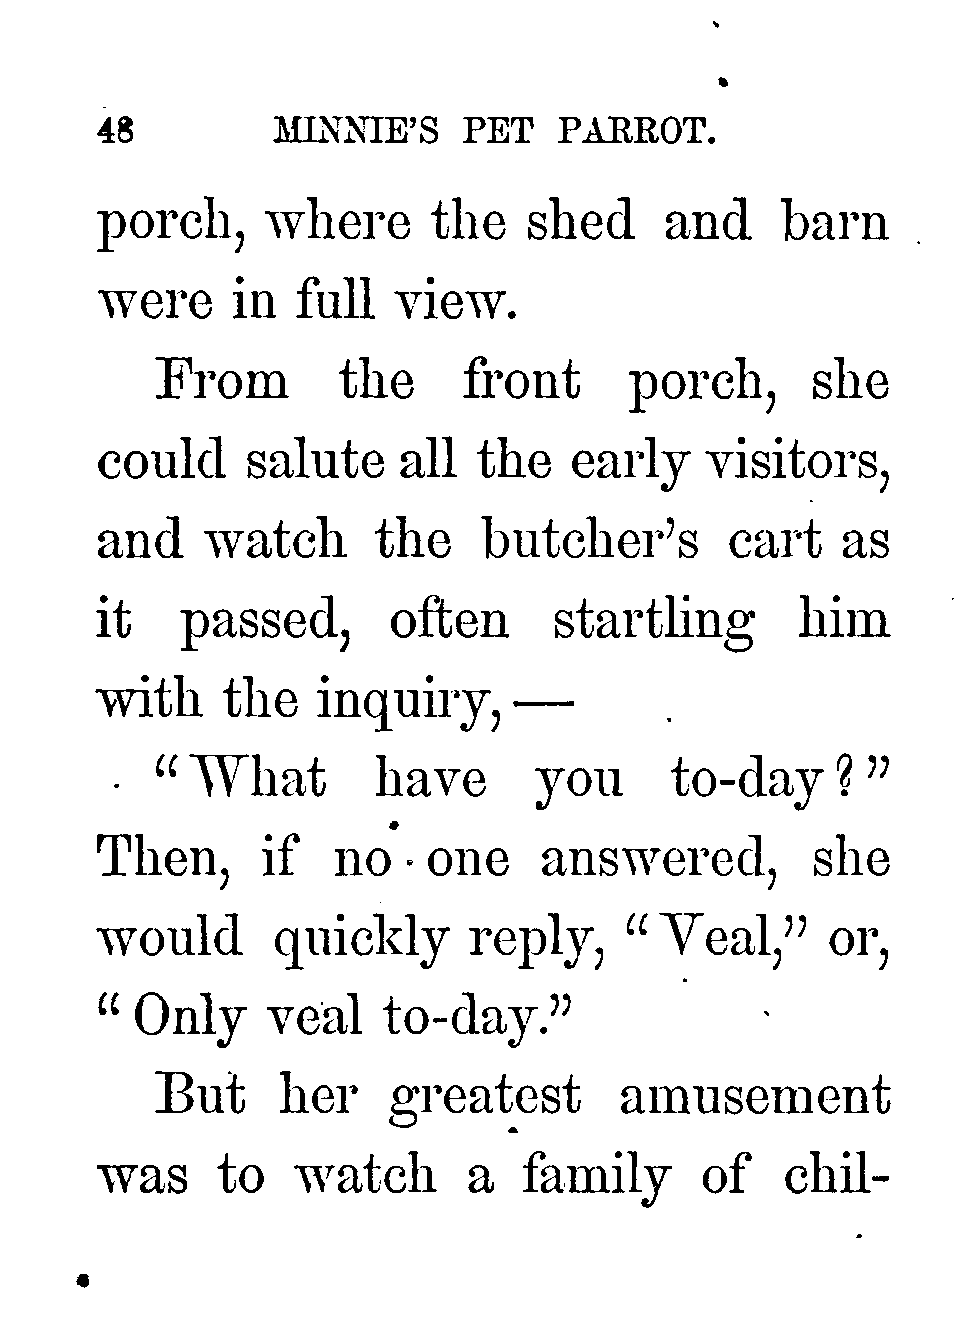 48 MINNIE'S PET PARROT.
porch, where the shed and barn
were in full view.
From the front porch, she
could salute all the early visitors,
and watch the butcher's cart as
it passed, often startling him
with the inquiry, —
"What have you to-day?"
Then, if no one answered, she
would quickly reply, "Veal," or,
"Only veal to-day."
But her greatest amusement
was to watch a family of chil-